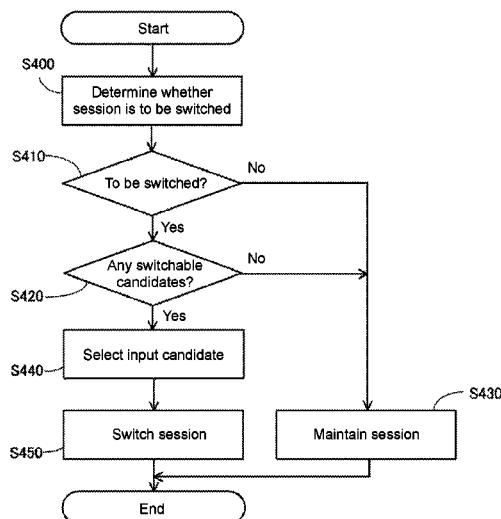 Start
S400
Determine whether
session is to be switched
S410
To be switched?
No
Yes
Any switchable
candidates?
No
S420
Yes
Select input candidate
S440
S430
Switch session
Maintain session
S450
End